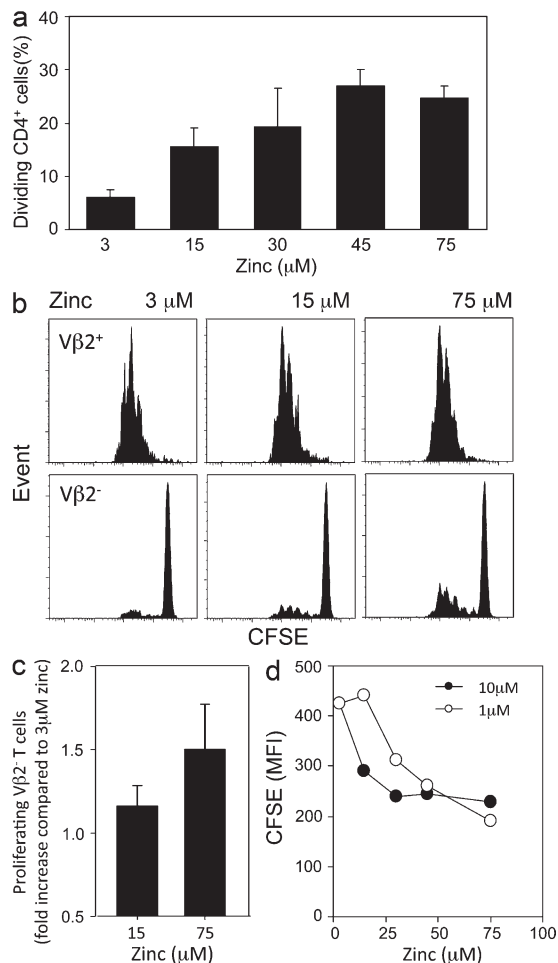 a
Dividing CD4⁺ cells(%)
40
30
20
10
0
3 15 30 45 75
Zinc (μM)
b
Zinc 3 μM 15 μM 75 μM
Vβ2⁺
Vβ2⁻
Event
CFSE
c
Proliferating Vβ2⁻ T cells
(fold increase compared to 3μM zinc)
2.0
1.5
1.0
0.5
15 75
Zinc (μM)
d
CFSE (MFI)
500
400
300
200
100
0
10μM
1μM
0 25 50 75 100
Zinc (μM)